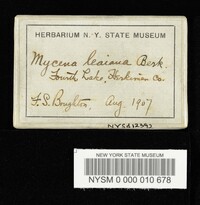 HERBARIUM N. Y. STATE MUSEUM
Mycena leaiana Berk.
Fourth Lake, Herkimer Co.
F. S. Boughton. Aug. 1907
NEW YORK STATE MUSEUM
NYSM 0 000 010 678